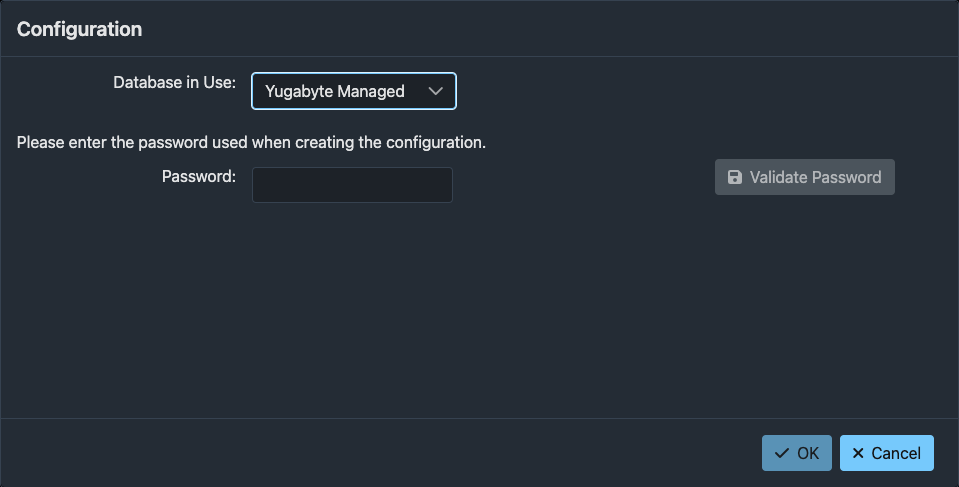 Configuration
Database in Use: Yugabyte Managed
Please enter the password used when creating the configuration.
Password: Validate Password
OK Cancel